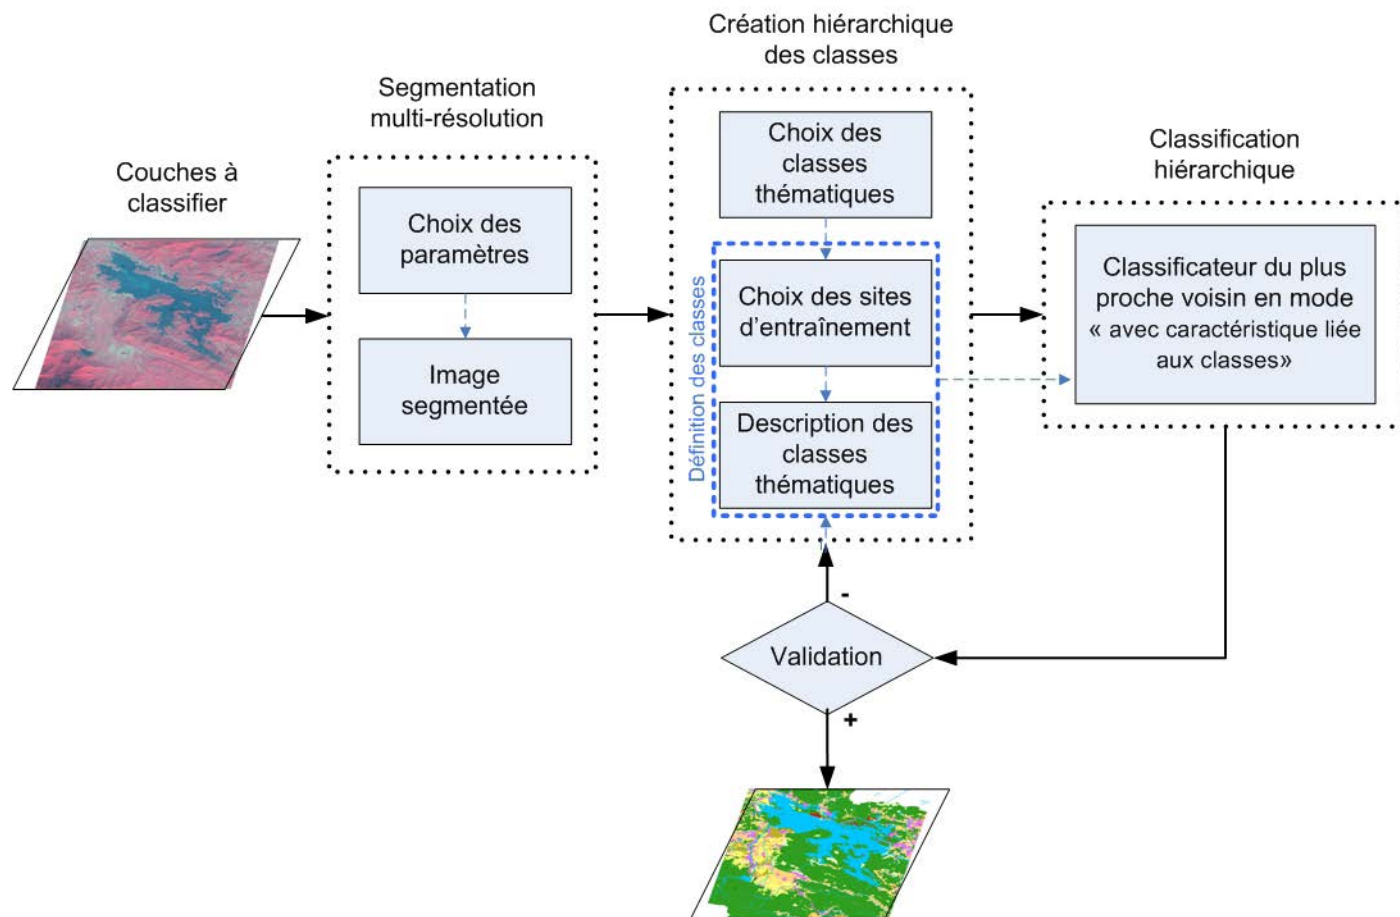 Couches à
classifier
Segmentation
multi-résolution
Choix des
paramètres
Image
segmentée
Création hiérarchique
des classes
Choix des
classes
thématiques
Définition des classes
Choix des sites
d'entraînement
Description des
classes
thématiques
Classification
hiérarchique
Classificateur du plus
proche voisin en mode
« avec caractéristique liée
aux classes»
-
Validation
+